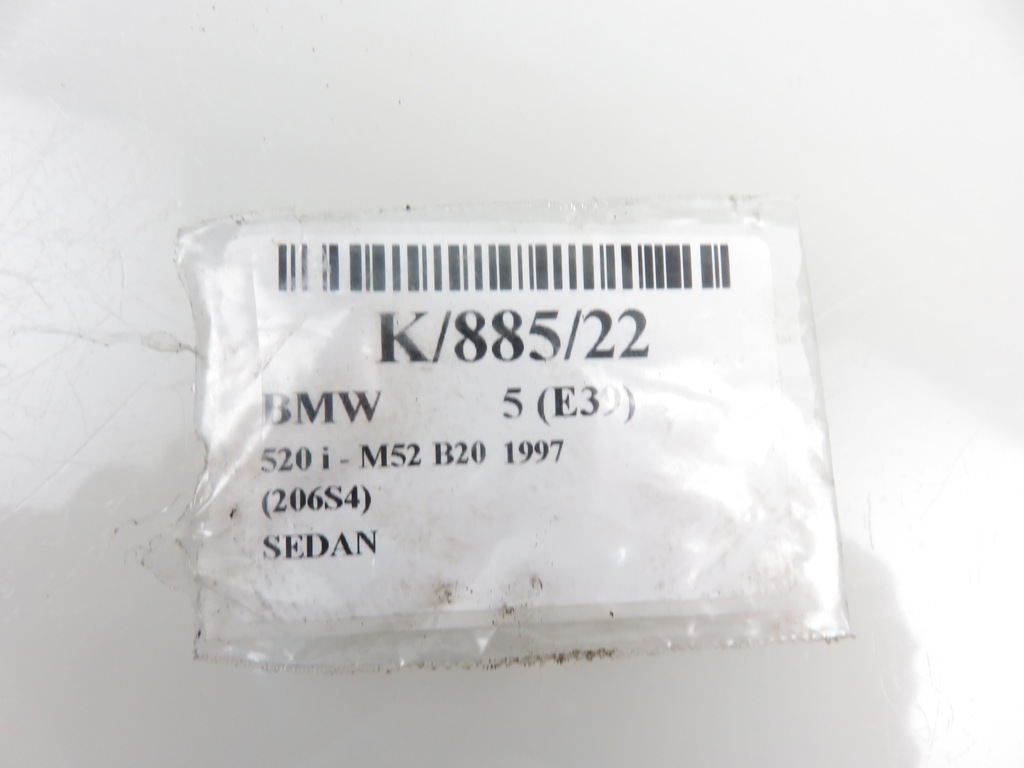 K/885/22
BMW 5 (E39)
520 i - M52 B20 1997
(206S4)
SEDAN